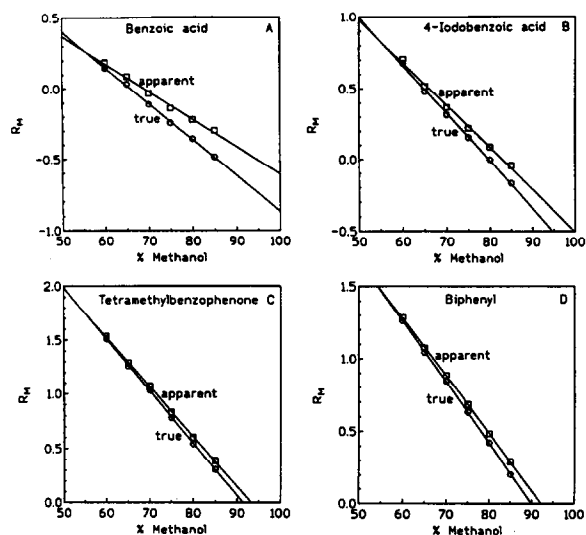 Benzoic acid A
0.5
0.0
-0.5
-1.0
R_M
apparent
true
50 60 70 80 90 100
% Methanol
4-Iodobenzoic acid B
1.0
0.5
0.0
-0.5
R_M
apparent
true
50 60 70 80 90 100
% Methanol
Tetramethylbenzophenone C
2.0
1.5
1.0
0.5
0.0
R_M
apparent
true
50 60 70 80 90 100
% Methanol
Biphenyl D
1.5
1.0
0.5
0.0
R_M
apparent
true
50 60 70 80 90 100
% Methanol